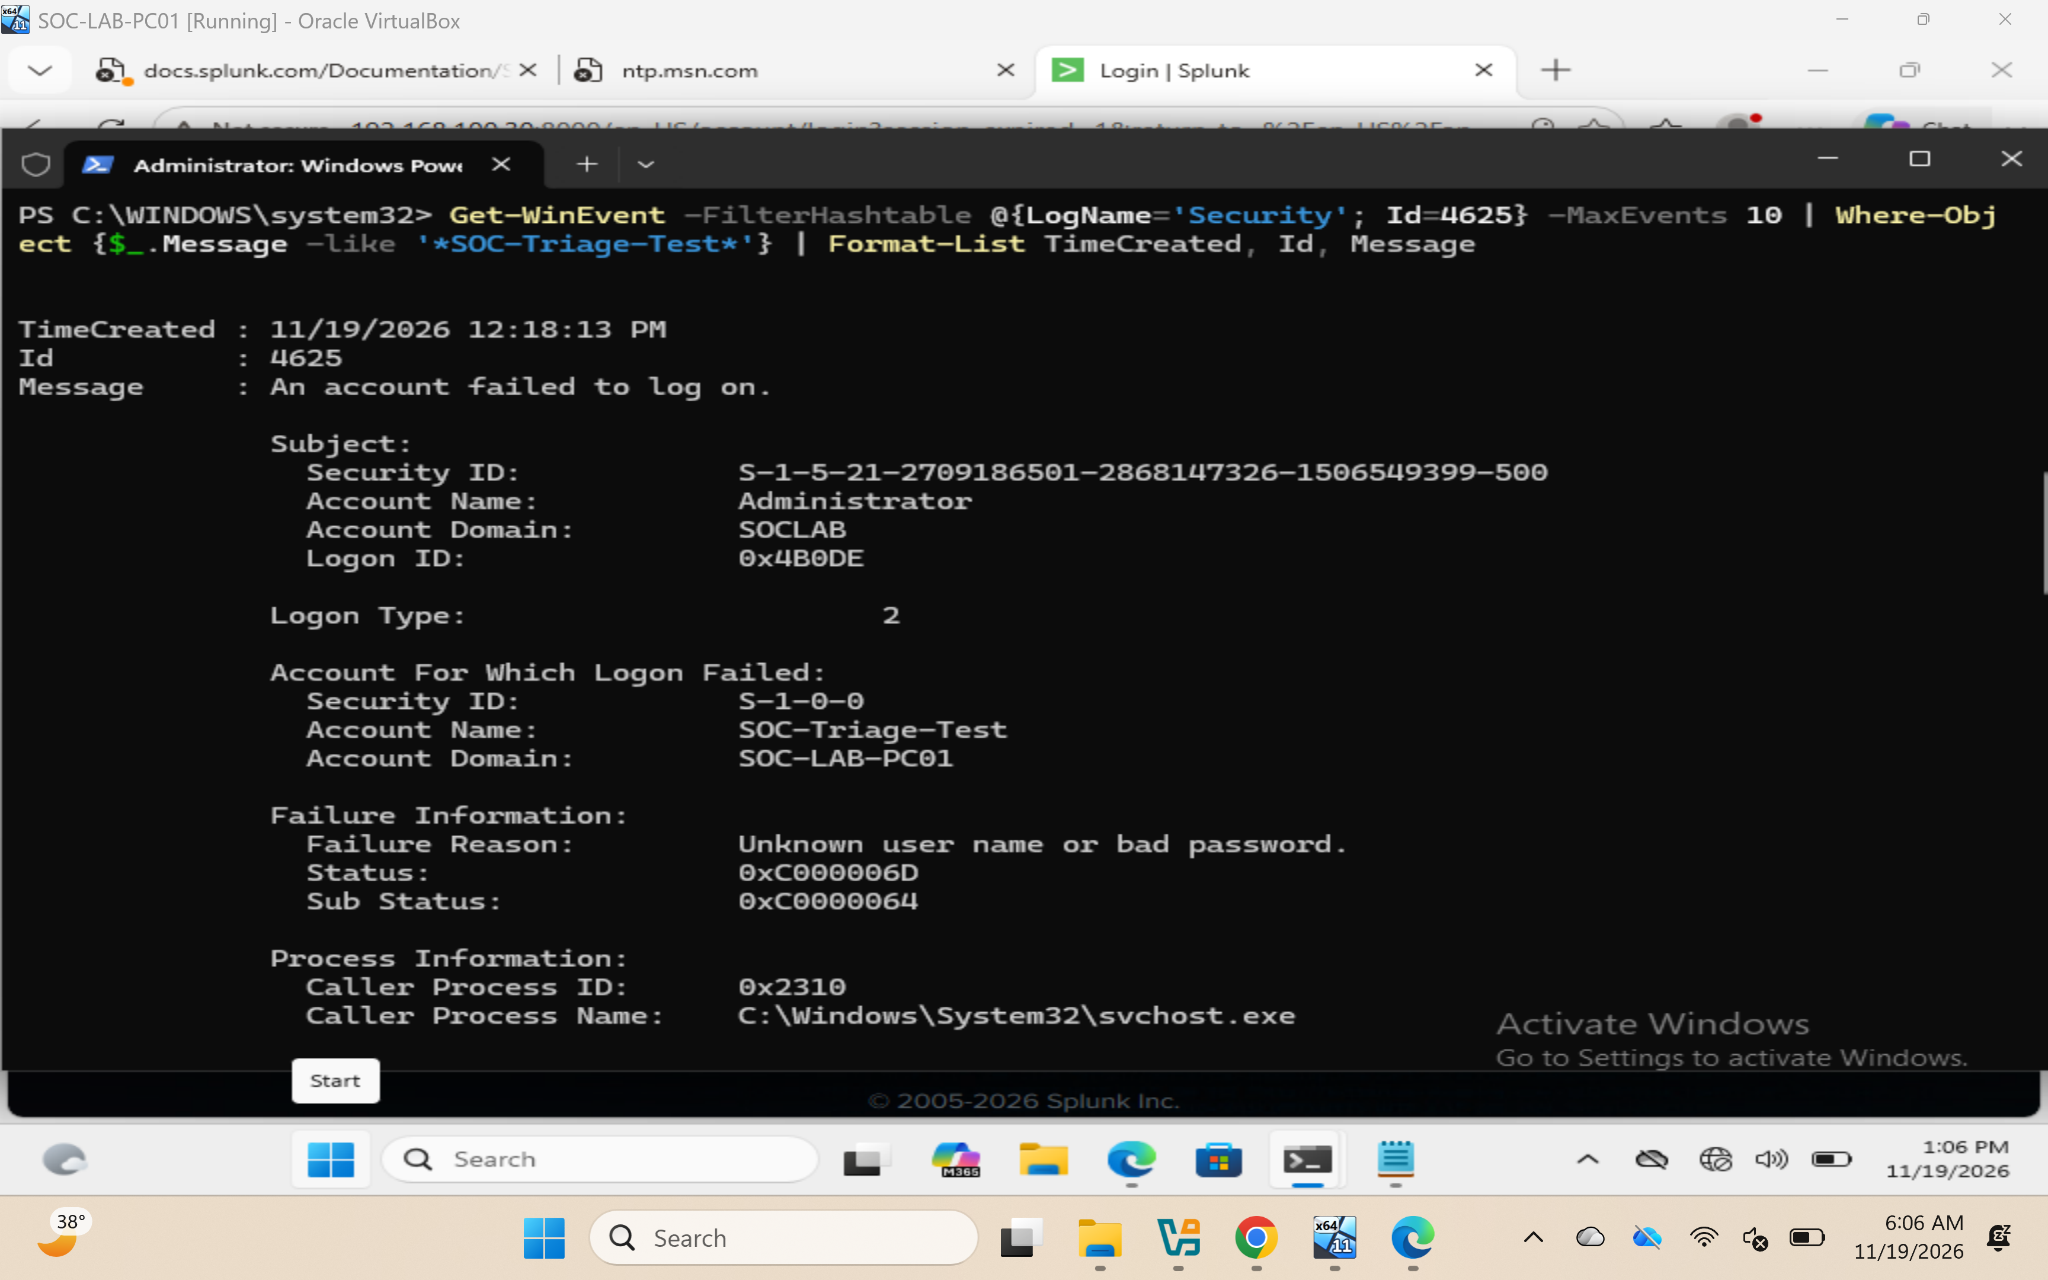 SOC-LAB-PC01 [Running] - Oracle VirtualBox
docs.splunk.com/Documentation/
ntp.msn.com
Login | Splunk
Administrator: Windows Powe
PS C:\WINDOWS\system32> Get-WinEvent -FilterHashtable @{LogName='Security'; Id=4625} -MaxEvents 10 | Where-Obj
ect {$_.Message -like '*SOC-Triage-Test*'} | Format-List TimeCreated, Id, Message
TimeCreated : 11/19/2026 12:18:13 PM
Id : 4625
Message : An account failed to log on.
Subject:
Security ID: S-1-5-21-2709186501-2868147326-1506549399-500
Account Name: Administrator
Account Domain: SOCLAB
Logon ID: 0x4B0DE
Logon Type: 2
Account For Which Logon Failed:
Security ID: S-1-0-0
Account Name: SOC-Triage-Test
Account Domain: SOC-LAB-PC01
Failure Information:
Failure Reason: Unknown user name or bad password.
Status: 0xC000006D
Sub Status: 0xC0000064
Process Information:
Caller Process ID: 0x2310
Caller Process Name: C:\Windows\System32\svchost.exe
Activate Windows
Go to Settings to activate Windows.
Start
© 2005-2026 Splunk Inc.
Search
M365
1:06 PM
11/19/2026
38°
Search
x64
11
6:06 AM
11/19/2026